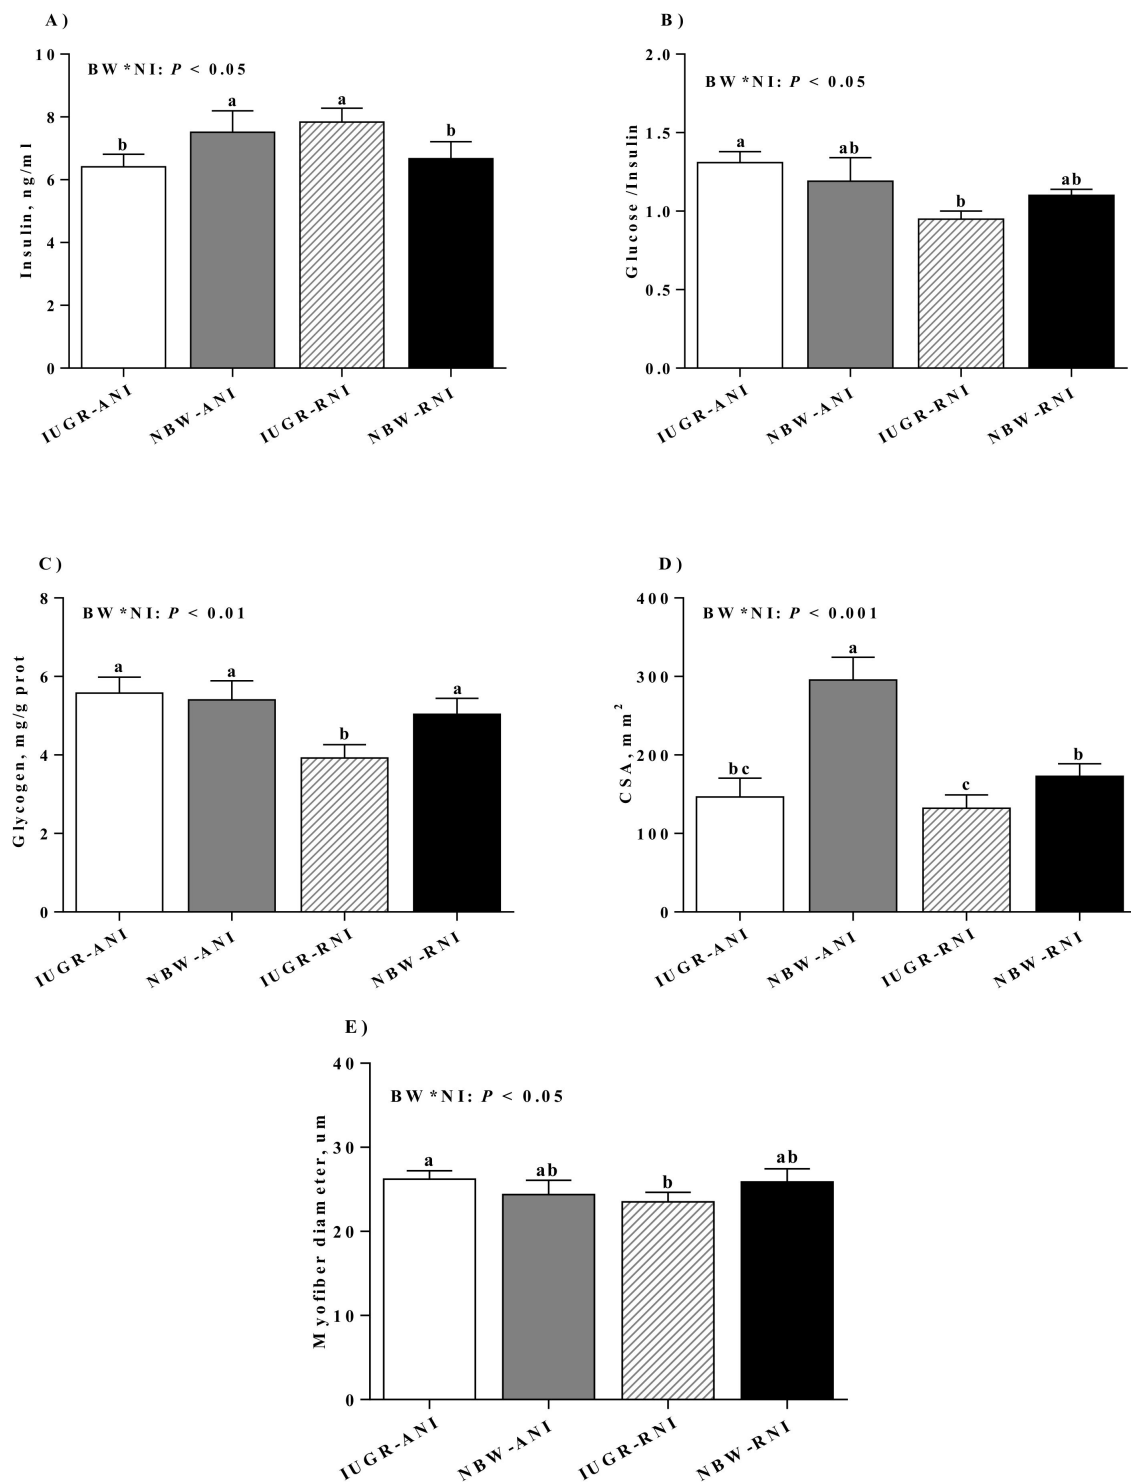 A)
BW*NI: P < 0.05
Insulin, ng/ml
10
8
6
4
2
0
b
a
a
b
IUGR-ANI
NBW-ANI
IUGR-RNI
NBW-RNI
B)
BW*NI: P < 0.05
Glucose /Insulin
2.0
1.5
1.0
0.5
0.0
a
ab
b
ab
IUGR-ANI
NBW-ANI
IUGR-RNI
NBW-RNI
C)
BW*NI: P < 0.01
Glycogen, mg/g prot
8
6
4
2
0
a
a
b
a
IUGR-ANI
NBW-ANI
IUGR-RNI
NBW-RNI
D)
BW*NI: P < 0.001
CSA, mm²
400
300
200
100
0
bc
a
c
b
IUGR-ANI
NBW-ANI
IUGR-RNI
NBW-RNI
E)
BW*NI: P < 0.05
Myofiber diameter, um
40
30
20
10
0
a
ab
b
ab
IUGR-ANI
NBW-ANI
IUGR-RNI
NBW-RNI